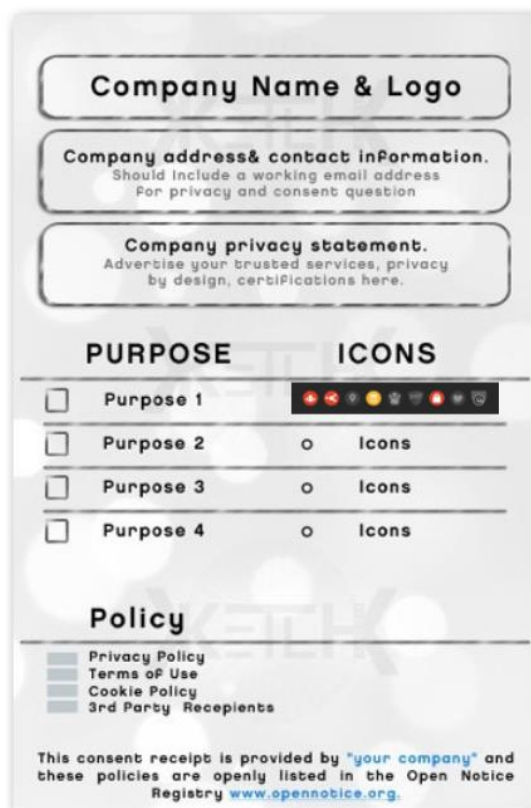 Company Name & Logo
Company address& contact information.
Should Include a working email address
for privacy and consent question
Company privacy statement.
Advertise your trusted services, privacy
by design, certifications here.
PURPOSE ICONS
Purpose 1
Purpose 2 o Icons
Purpose 3 o Icons
Purpose 4 o Icons
Policy
Privacy Policy
Terms of Use
Cookie Policy
3rd Party Recepients
This consent receipt is provided by "your company" and
these policies are openly listed in the Open Notice
Registry www.opennotice.org.